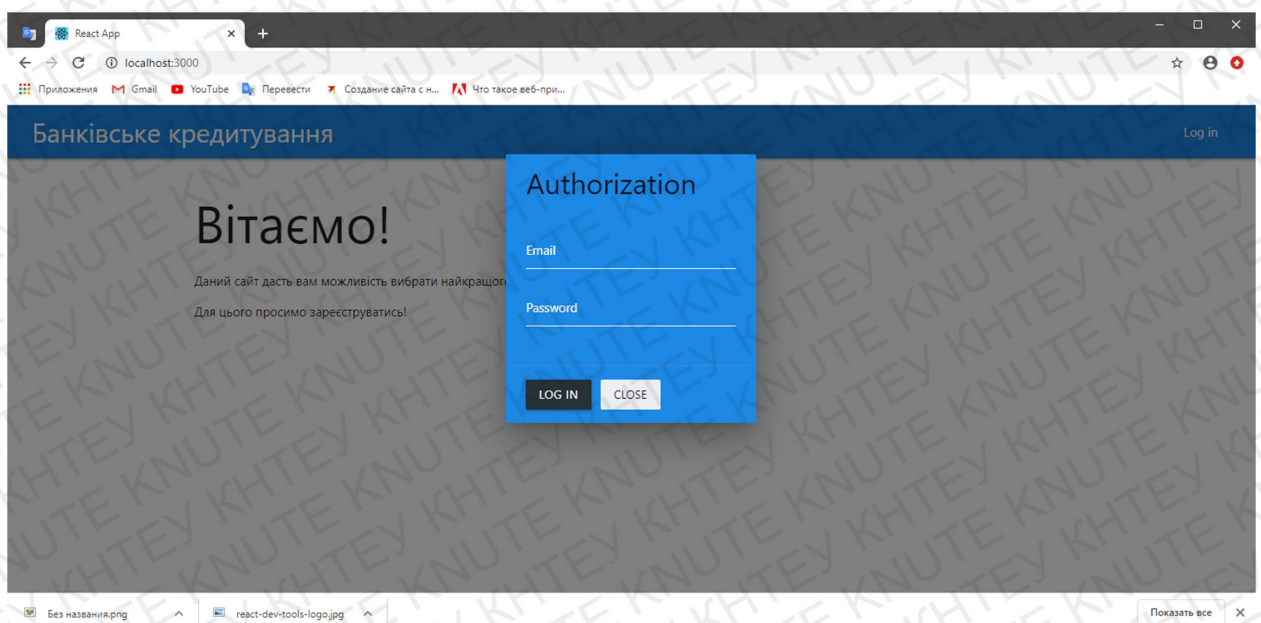 React App
localhost:3000
Приложения Gmail YouTube Перевести Создание сайта с н... Что такое веб-при...
Банківське кредитування Log in
Authorization
Вітаємо!
Email
Даний сайт дасть вам можливість вибрати найкращого
Password
Для цього просимо зареєструватись!
LOG IN CLOSE
Без названия.png react-dev-tools-logo.jpg Показать все
КНТЕУ KNUTE